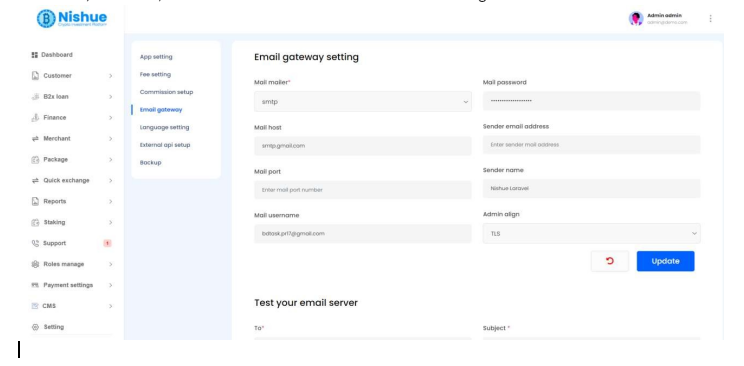 Nishue
Crypto Investment Platform
Admin admin
admin@demo.com
Dashboard
Customer
B2x loan
Finance
Merchant
Package
Quick exchange
Reports
Staking
Support
Roles manage
Payment settings
CMS
Setting
App setting
Fee setting
Commission setup
Email gateway
Language setting
External api setup
Backup
Email gateway setting
Mail mailer*
smtp
Mail password
Mail host
smtp.gmail.com
Sender email address
Enter sender mail address
Mail port
Enter mail port number
Sender name
Nishue Laravel
Mail username
bdtask.pr17@gmail.com
Admin align
TLS
Update
Test your email server
To*
Subject *